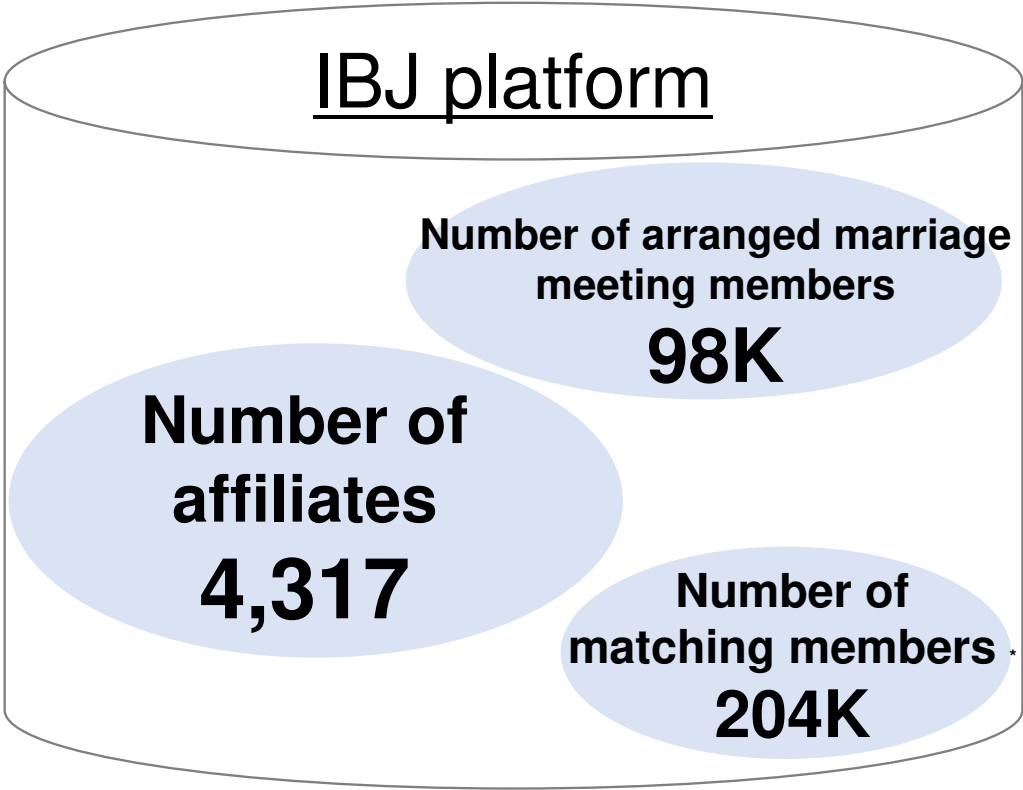 IBJ platform
Number of arranged marriage
meeting members
98K
Number of
affiliates
4,317
Number of
matching members *
204K